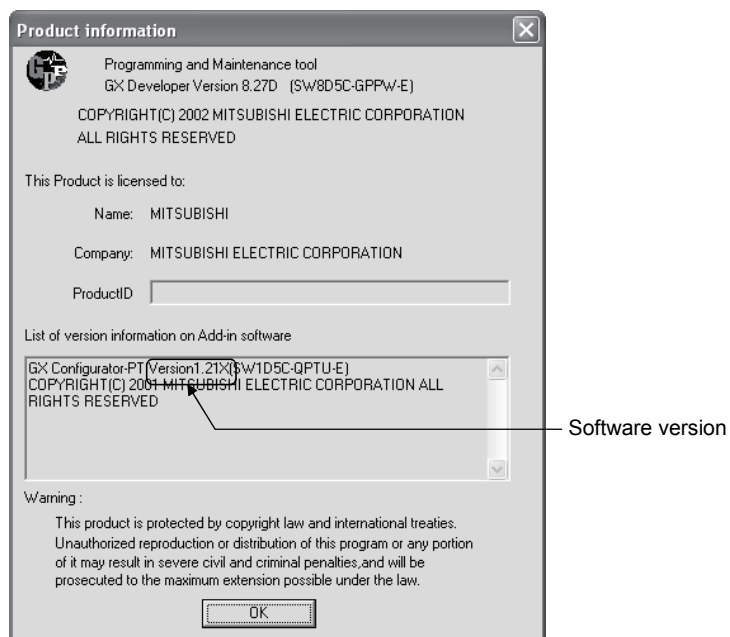 Product information
GPPe
Programming and Maintenance tool
GX Developer Version 8.27D (SW8D5C-GPPW-E)
COPYRIGHT(C) 2002 MITSUBISHI ELECTRIC CORPORATION
ALL RIGHTS RESERVED
This Product is licensed to:
Name: MITSUBISHI
Company: MITSUBISHI ELECTRIC CORPORATION
ProductID
List of version information on Add-in software
GX Configurator-PT Version1.21X(SW1D5C-QPTU-E)
COPYRIGHT(C) 2001 MITSUBISHI ELECTRIC CORPORATION ALL
RIGHTS RESERVED
Software version
Warning :
This product is protected by copyright law and international treaties.
Unauthorized reproduction or distribution of this program or any portion
of it may result in severe civil and criminal penalties,and will be
prosecuted to the maximum extension possible under the law.
OK